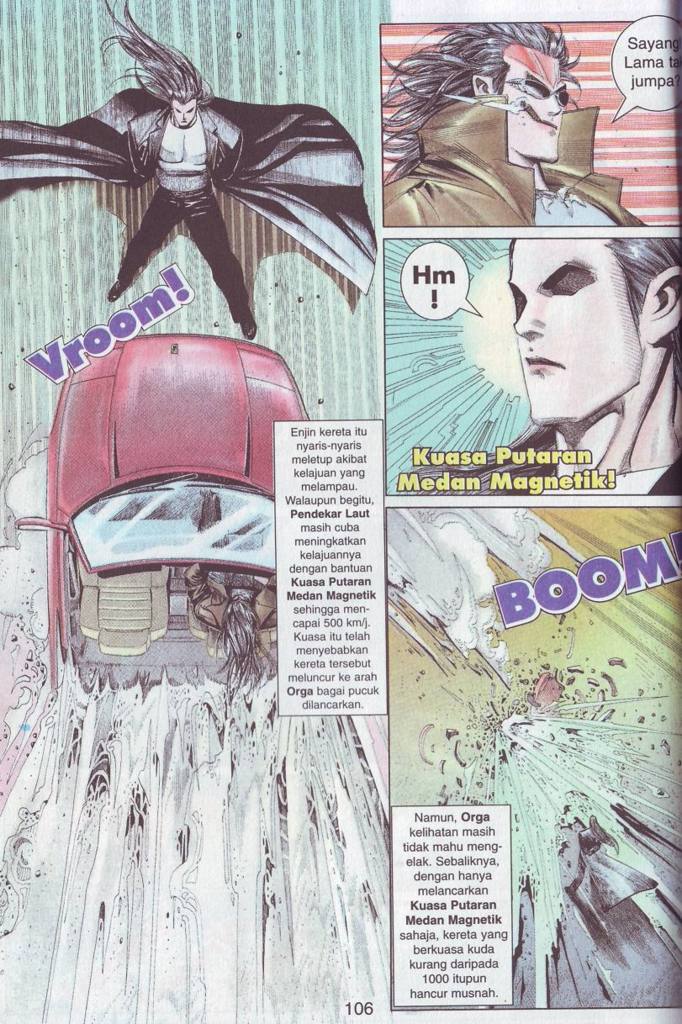 Vroom!
Enjin kereta itu
nyaris-nyaris
meletup akibat
kelajuan yang
melampau.
Walaupun begitu,
Pendekar Laut
masih cuba
meningkatkan
kelajuannya
dengan bantuan
Kuasa Putaran
Medan Magnetik
sehingga men-
capai 500 km/j.
Kuasa itu telah
menyebabkan
kereta tersebut
meluncur ke arah
Orga bagai pucuk
dilancarkan.
Sayang
Lama
jumpa?
Hm
!
Kuasa Putaran
Medan Magnetik!
BOOM!
Namun, Orga
kelihatan masih
tidak mahu meng-
elak. Sebaliknya,
dengan hanya
melancarkan
Kuasa Putaran
Medan Magnetik
sahaja, kereta yang
berkuasa kuda
kurang daripada
1000 itupun
hancur musnah.
106